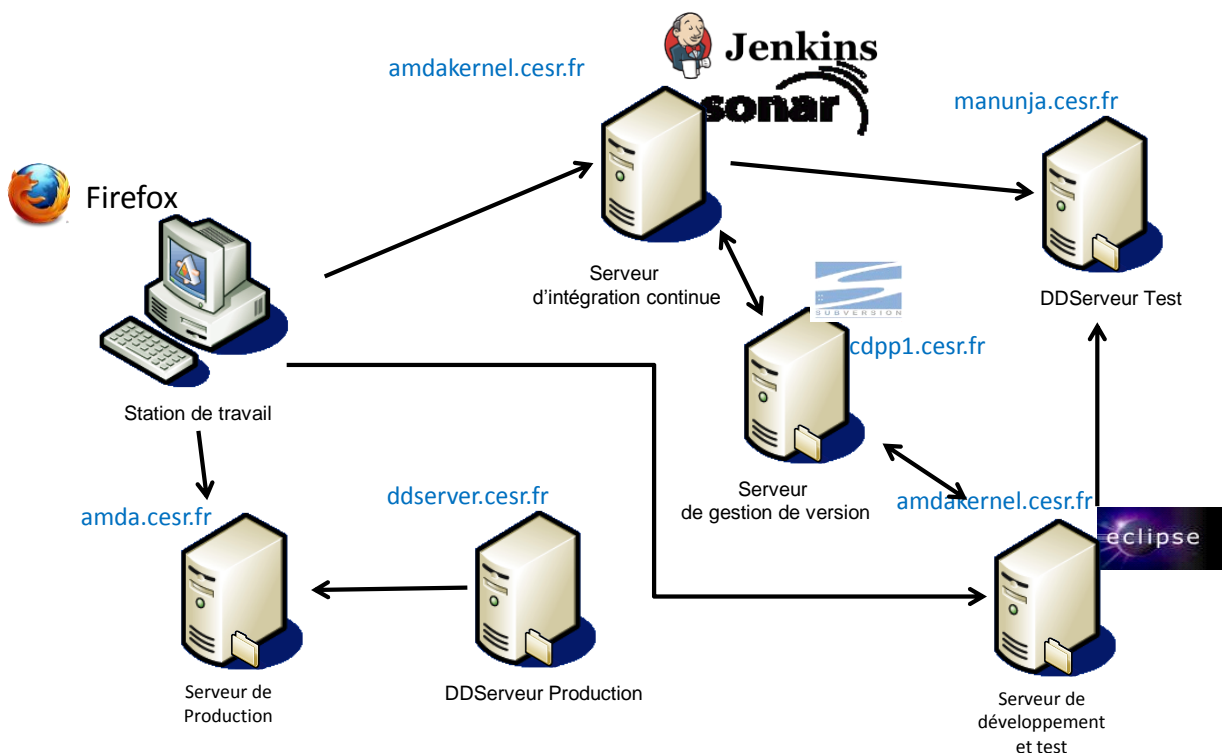 Jenkins
sonar
amdakernel.cesr.fr
manunja.cesr.fr
Firefox
Serveur
d'intégration continue
DDServeur Test
SUBVERSION
cdpp1.cesr.fr
Station de travail
Serveur
de gestion de version
ddserver.cesr.fr
amda.cesr.fr
amdakernel.cesr.fr
eclipse
Serveur de
Production
DDServeur Production
Serveur de
développement
et test